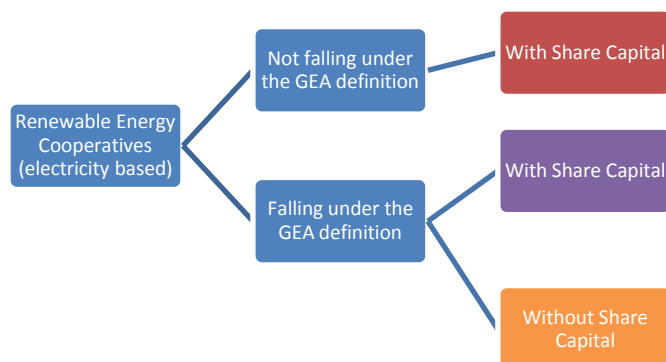 Renewable Energy
Cooperatives
(electricity based)
Not falling under
the GEA definition
With Share Capital
Falling under the
GEA definition
With Share Capital
Without Share
Capital